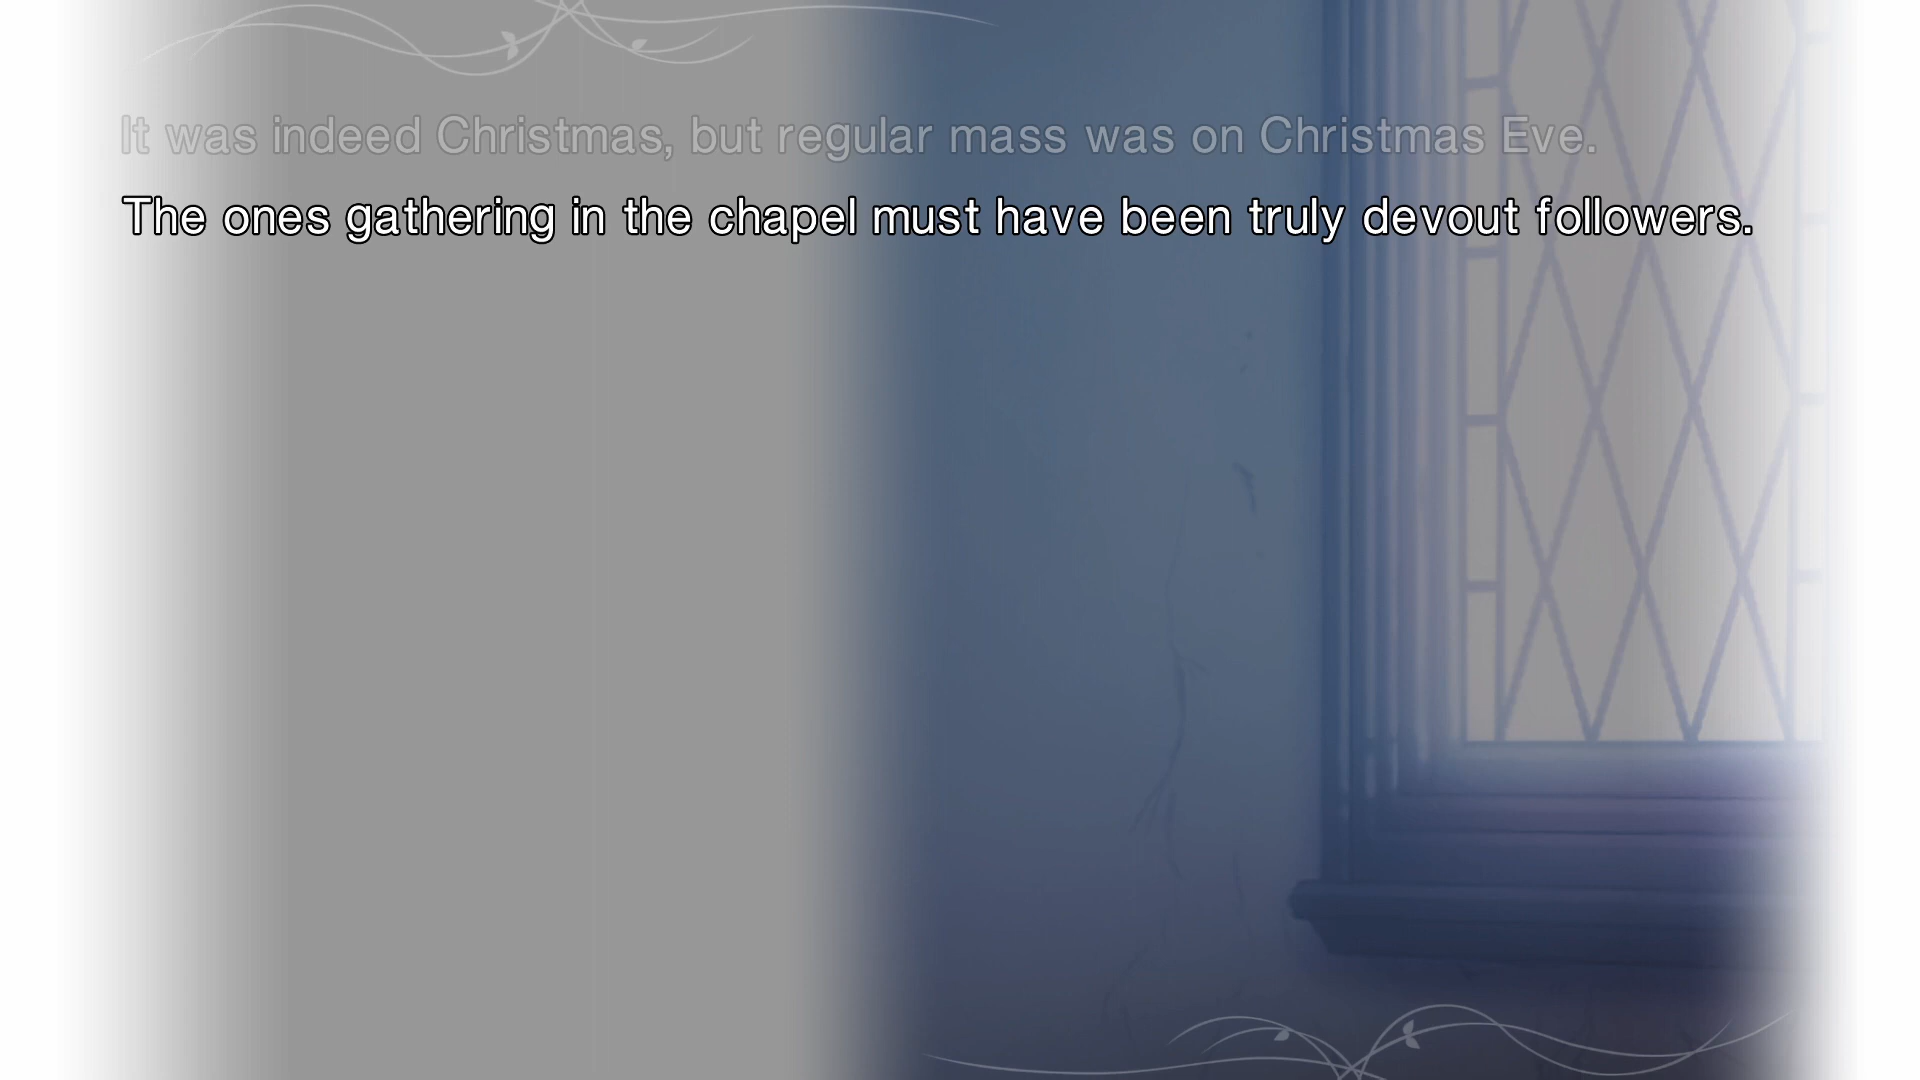 It was indeed Christmas, but regular mass was on Christmas Eve.
The ones gathering in the chapel must have been truly devout followers.